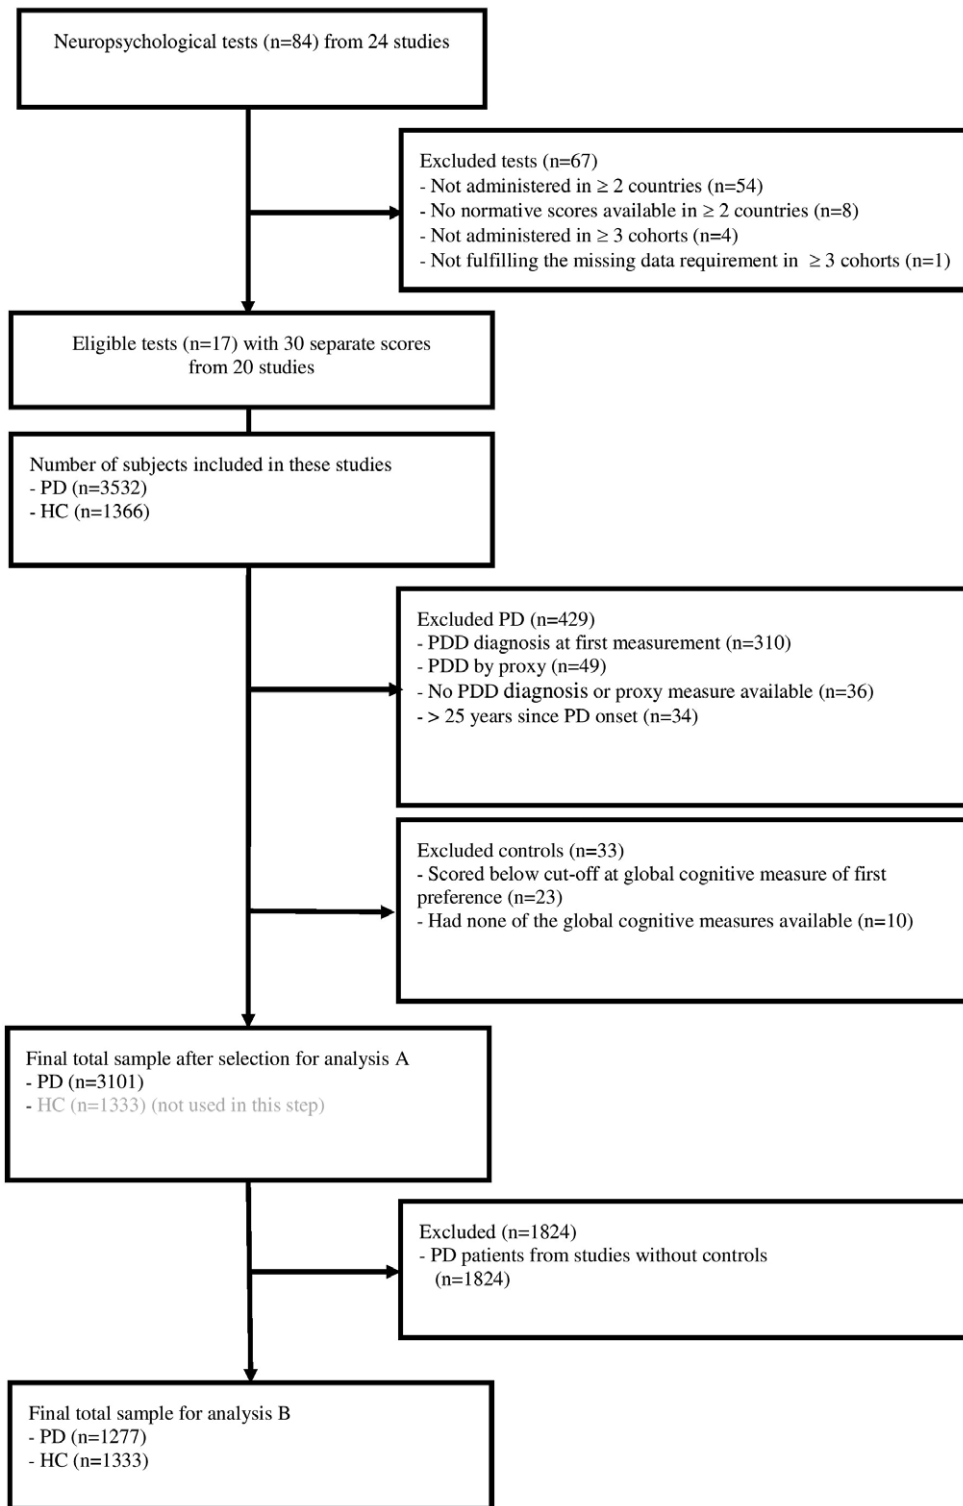 Neuropsychological tests (n=84) from 24 studies
Excluded tests (n=67)
- Not administered in ≥ 2 countries (n=54)
- No normative scores available in ≥ 2 countries (n=8)
- Not administered in ≥ 3 cohorts (n=4)
- Not fulfilling the missing data requirement in ≥ 3 cohorts (n=1)
Eligible tests (n=17) with 30 separate scores
from 20 studies
Number of subjects included in these studies
- PD (n=3532)
- HC (n=1366)
Excluded PD (n=429)
- PDD diagnosis at first measurement (n=310)
- PDD by proxy (n=49)
- No PDD diagnosis or proxy measure available (n=36)
- > 25 years since PD onset (n=34)
Excluded controls (n=33)
- Scored below cut-off at global cognitive measure of first
preference (n=23)
- Had none of the global cognitive measures available (n=10)
Final total sample after selection for analysis A
- PD (n=3101)
- HC (n=1333) (not used in this step)
Excluded (n=1824)
- PD patients from studies without controls
(n=1824)
Final total sample for analysis B
- PD (n=1277)
- HC (n=1333)